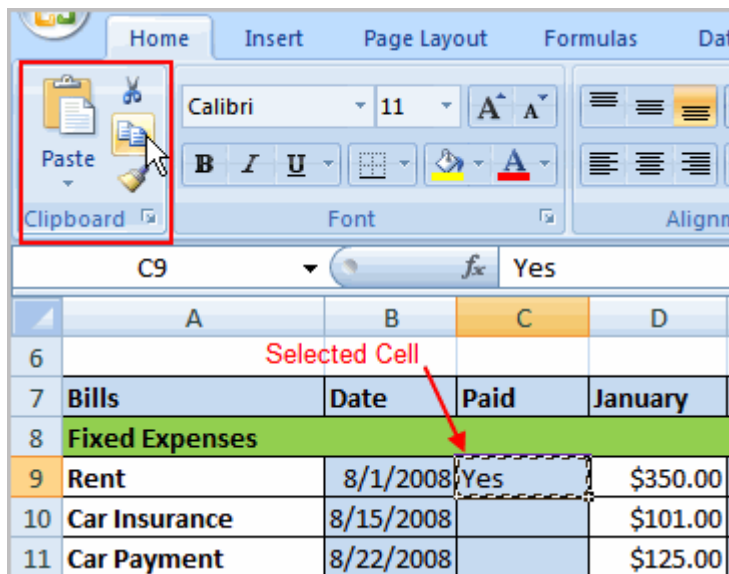 Home Insert Page Layout Formulas
Calibri 11 A A
Paste
B I U A
Clipboard Font
C9 fx Yes
A B C D
6 Selected Cell
7 Bills Date Paid January
8 Fixed Expenses
9 Rent 8/1/2008 Yes $350.00
10 Car Insurance 8/15/2008 $101.00
11 Car Payment 8/22/2008 $125.00